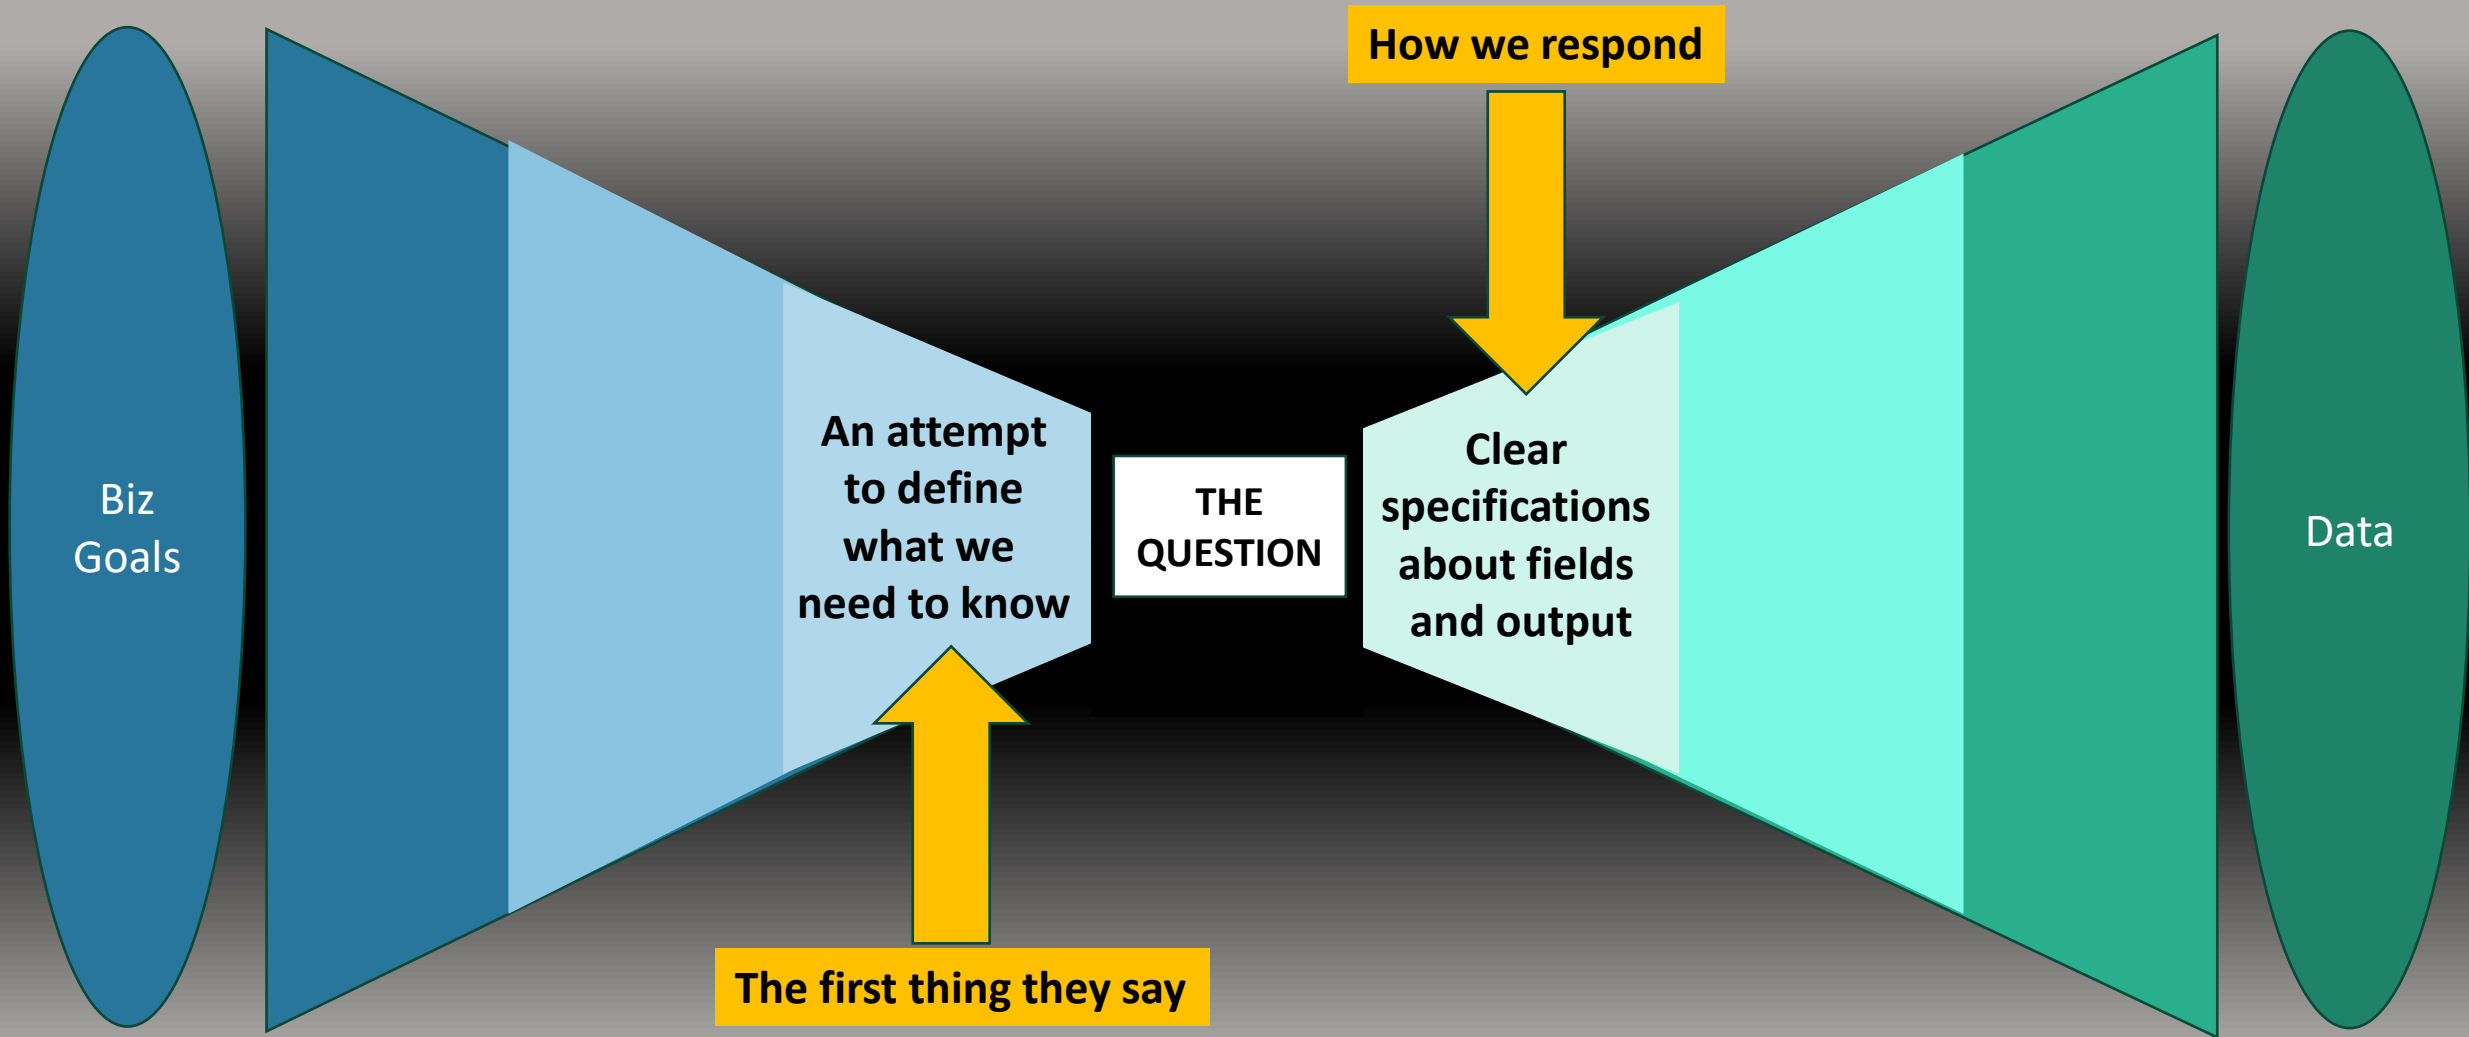 How we respond
Biz
Goals
An attempt
to define
what we
need to know
THE
QUESTION
Clear
specifications
about fields
and output
Data
The first thing they say